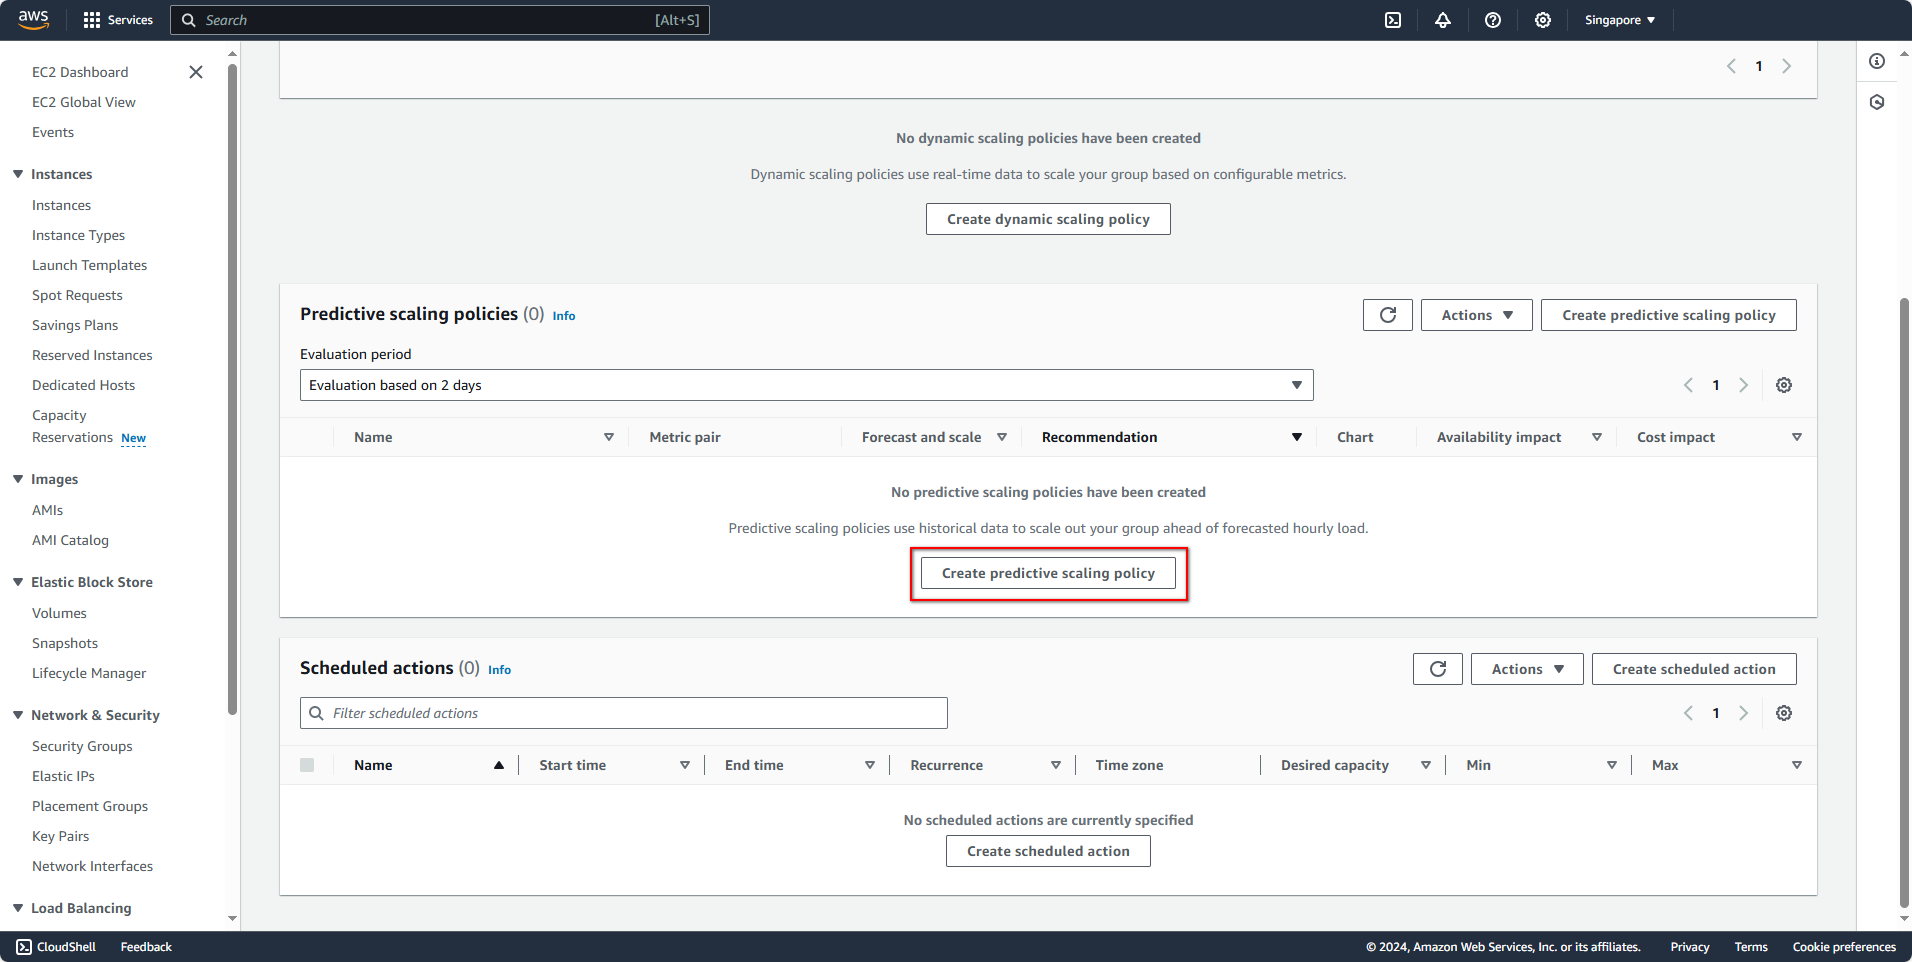 aws
Services
Search [Alt+S]
Singapore
EC2 Dashboard
EC2 Global View
Events
Instances
Instances
Instance Types
Launch Templates
Spot Requests
Savings Plans
Reserved Instances
Dedicated Hosts
Capacity
Reservations New
Images
AMIs
AMI Catalog
Elastic Block Store
Volumes
Snapshots
Lifecycle Manager
Network & Security
Security Groups
Elastic IPs
Placement Groups
Key Pairs
Network Interfaces
Load Balancing
1
No dynamic scaling policies have been created
Dynamic scaling policies use real-time data to scale your group based on configurable metrics.
Create dynamic scaling policy
Predictive scaling policies (0) Info
Actions
Create predictive scaling policy
Evaluation period
Evaluation based on 2 days
1
Name Metric pair Forecast and scale Recommendation Chart Availability impact Cost impact
No predictive scaling policies have been created
Predictive scaling policies use historical data to scale out your group ahead of forecasted hourly load.
Create predictive scaling policy
Scheduled actions (0) Info
Actions
Create scheduled action
Filter scheduled actions
1
Name Start time End time Recurrence Time zone Desired capacity Min Max
No scheduled actions are currently specified
Create scheduled action
CloudShell Feedback
© 2024, Amazon Web Services, Inc. or its affiliates. Privacy Terms Cookie preferences